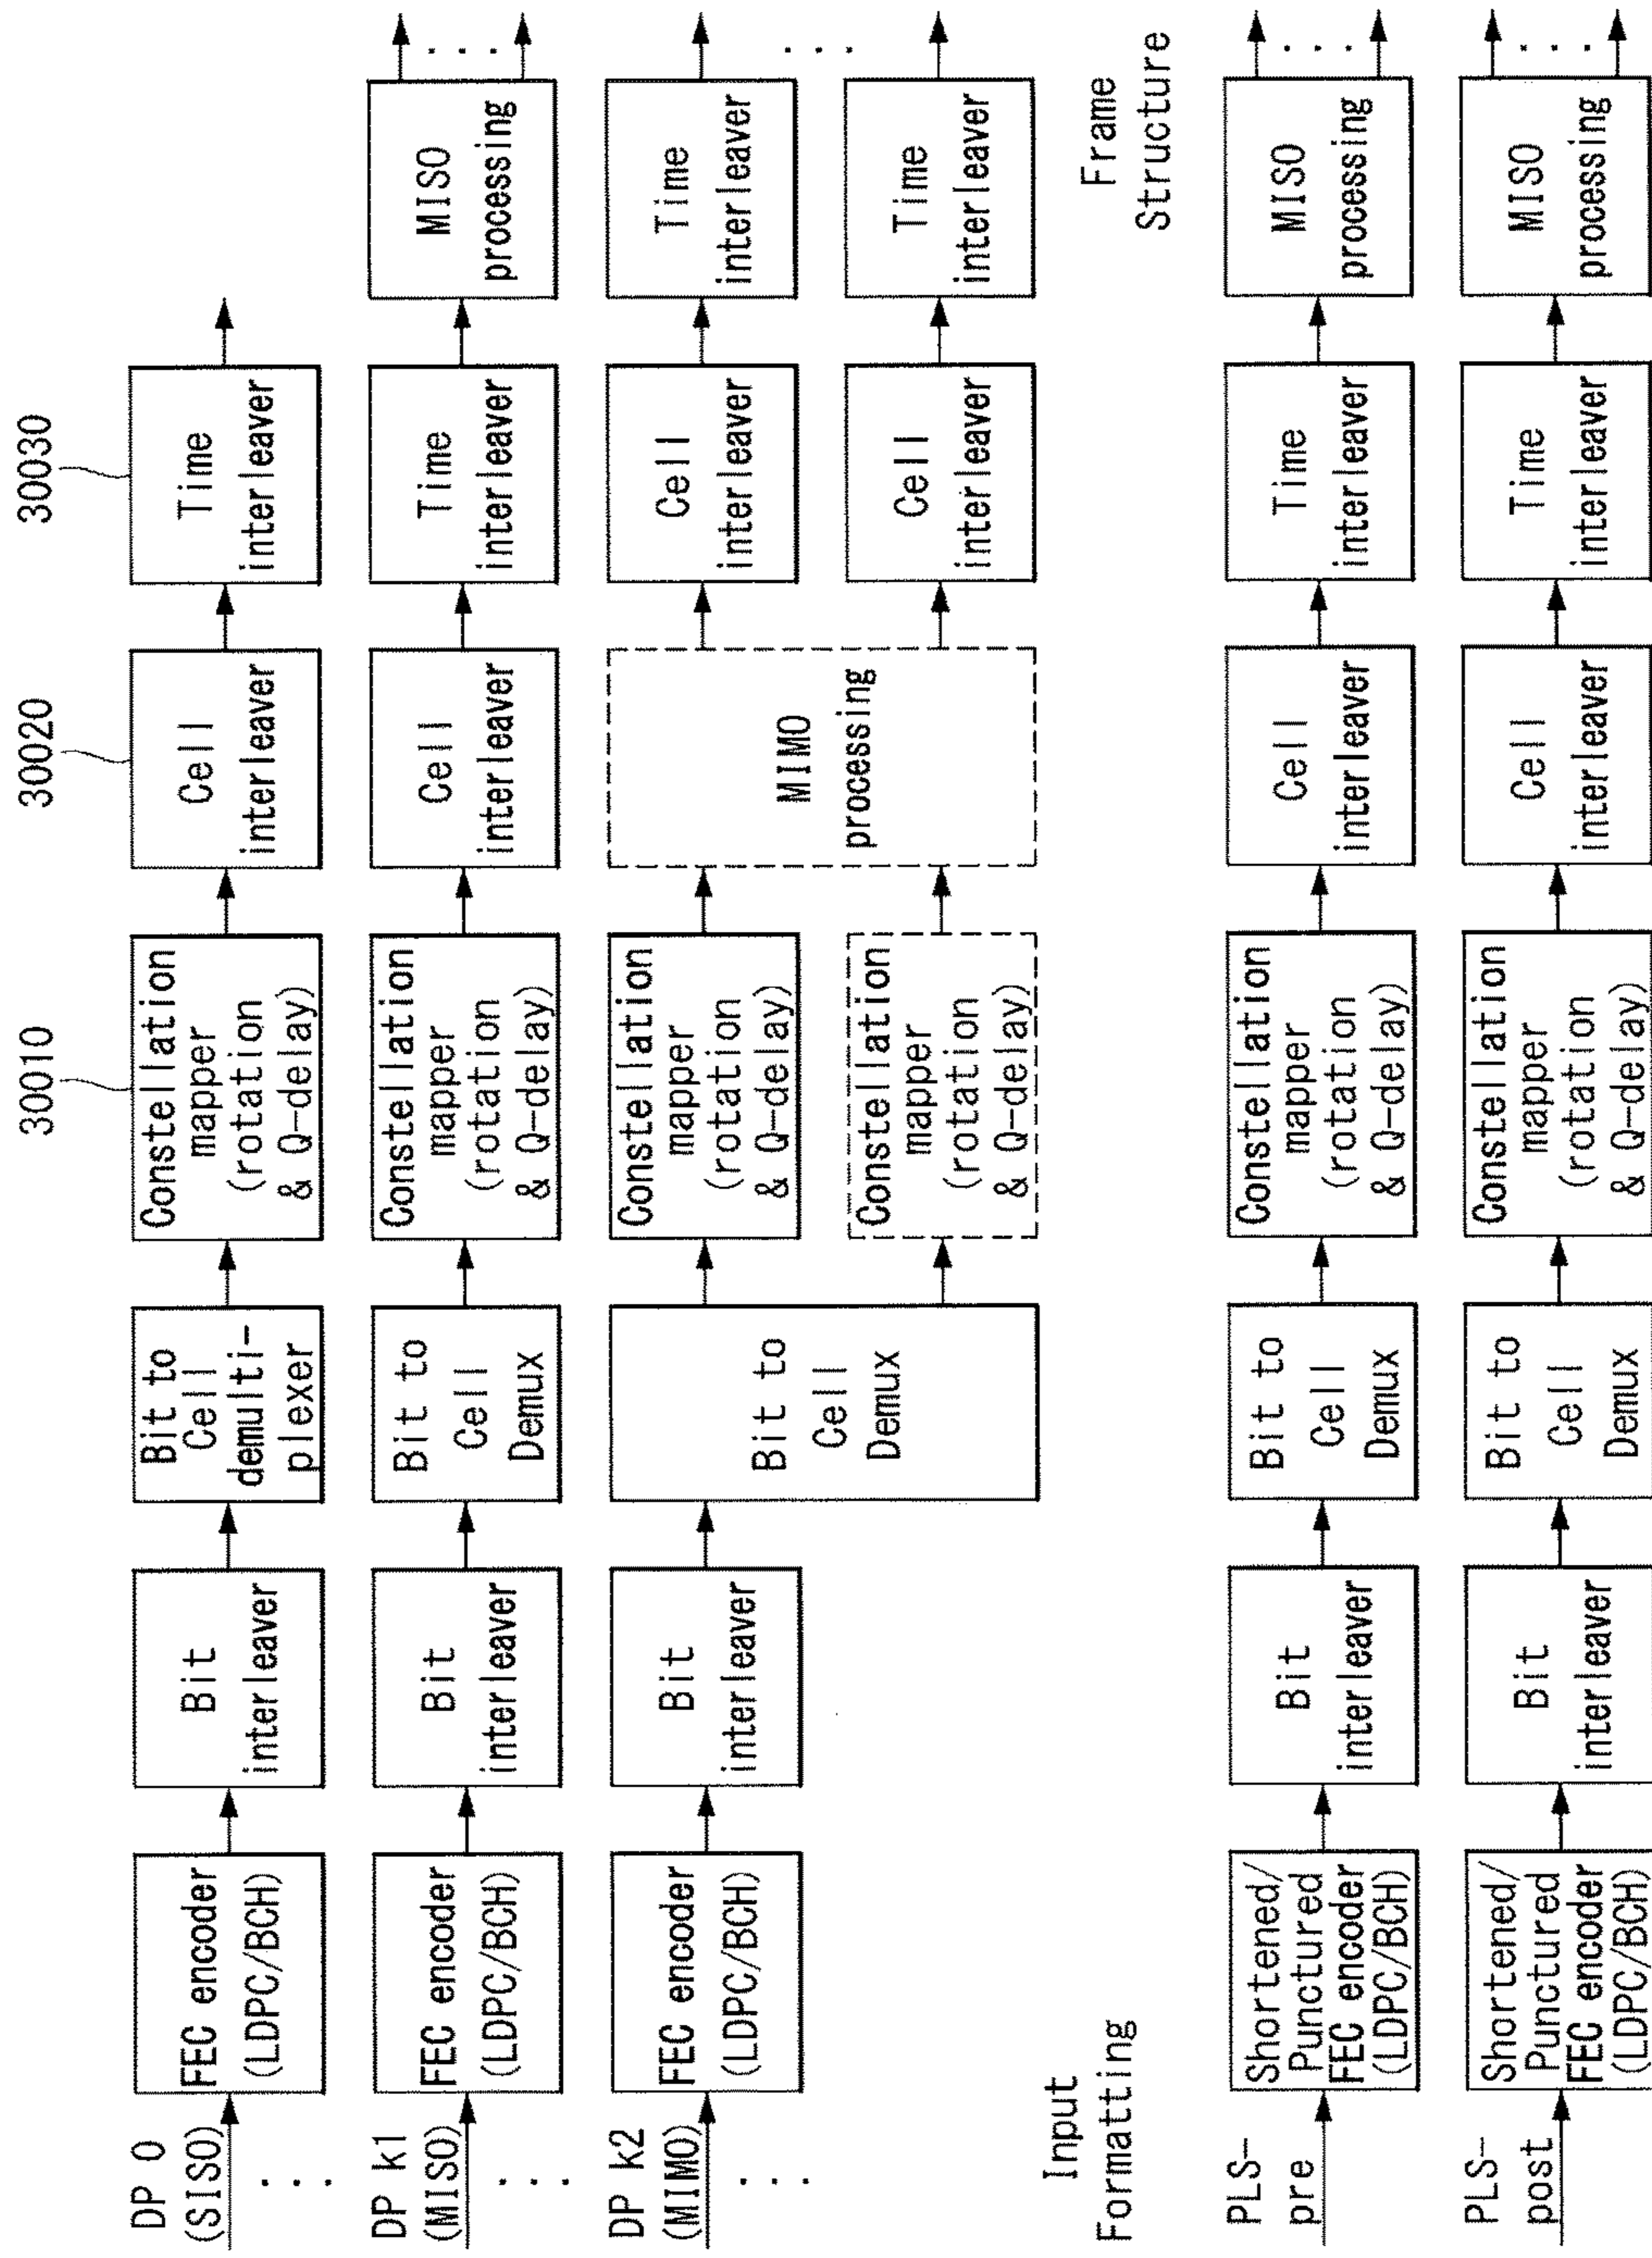 30010
30020
30030
DP 0
(SISO)
FEC encoder
(LDPC/BCH)
Bit
interleaver
Bit to
Cell
demulti-
plexer
Constellation
mapper
(rotation
& Q-delay)
Cell
interleaver
Time
interleaver
...
DP k1
(MISO)
FEC encoder
(LDPC/BCH)
Bit
interleaver
Bit to
Cell
Demux
Constellation
mapper
(rotation
& Q-delay)
Cell
interleaver
Time
interleaver
MISO
processing
...
...
DP k2
(MIMO)
FEC encoder
(LDPC/BCH)
Bit
interleaver
Bit to
Cell
Demux
Constellation
mapper
(rotation
& Q-delay)
Constellation
mapper
(rotation
& Q-delay)
MIMO
processing
Cell
interleaver
Time
interleaver
Cell
interleaver
Time
interleaver
...
...
Input
Formatting
Frame
Structure
PLS-
pre
Shortened/
Punctured
FEC encoder
(LDPC/BCH)
Bit
interleaver
Bit to
Cell
Demux
Constellation
mapper
(rotation
& Q-delay)
Cell
interleaver
Time
interleaver
MISO
processing
...
PLS-
post
Shortened/
Punctured
FEC encoder
(LDPC/BCH)
Bit
interleaver
Bit to
Cell
Demux
Constellation
mapper
(rotation
& Q-delay)
Cell
interleaver
Time
interleaver
MISO
processing
...